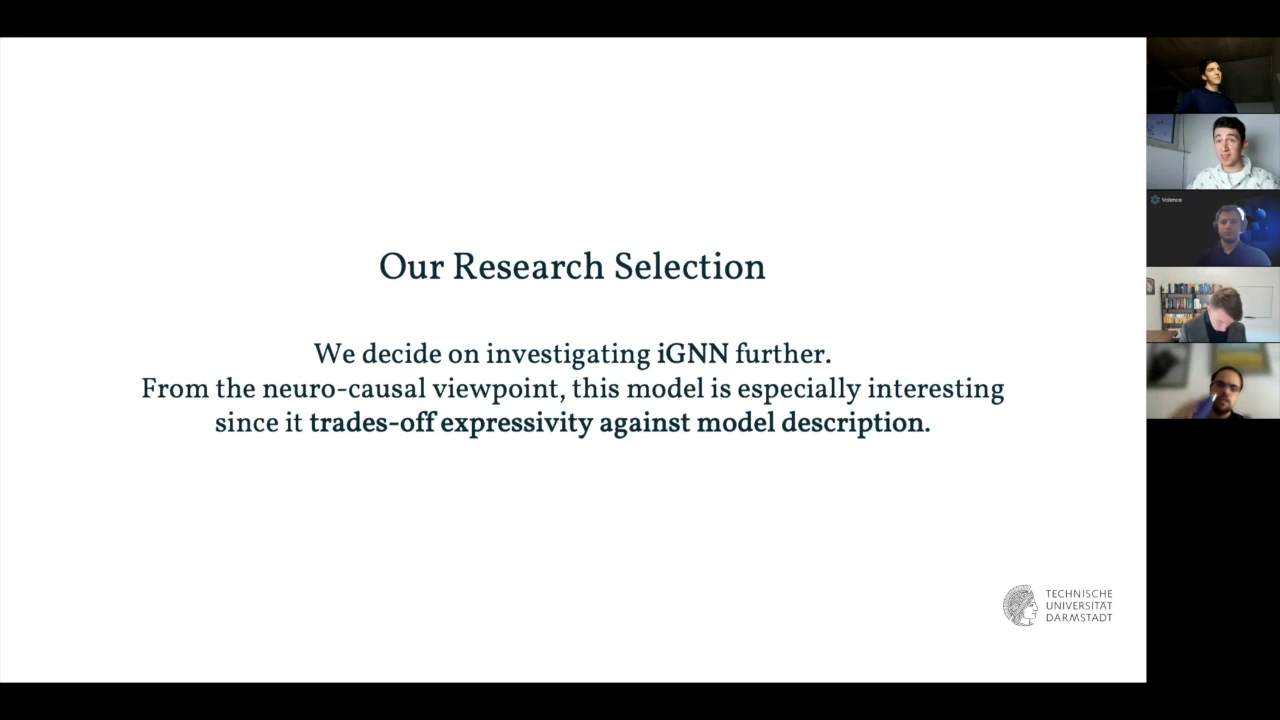 Our Research Selection
We decide on investigating iGNN further.
From the neuro-causal viewpoint, this model is especially interesting
since it trades-off expressivity against model description.
TECHNISCHE
UNIVERSITÄT
DARMSTADT
Valence